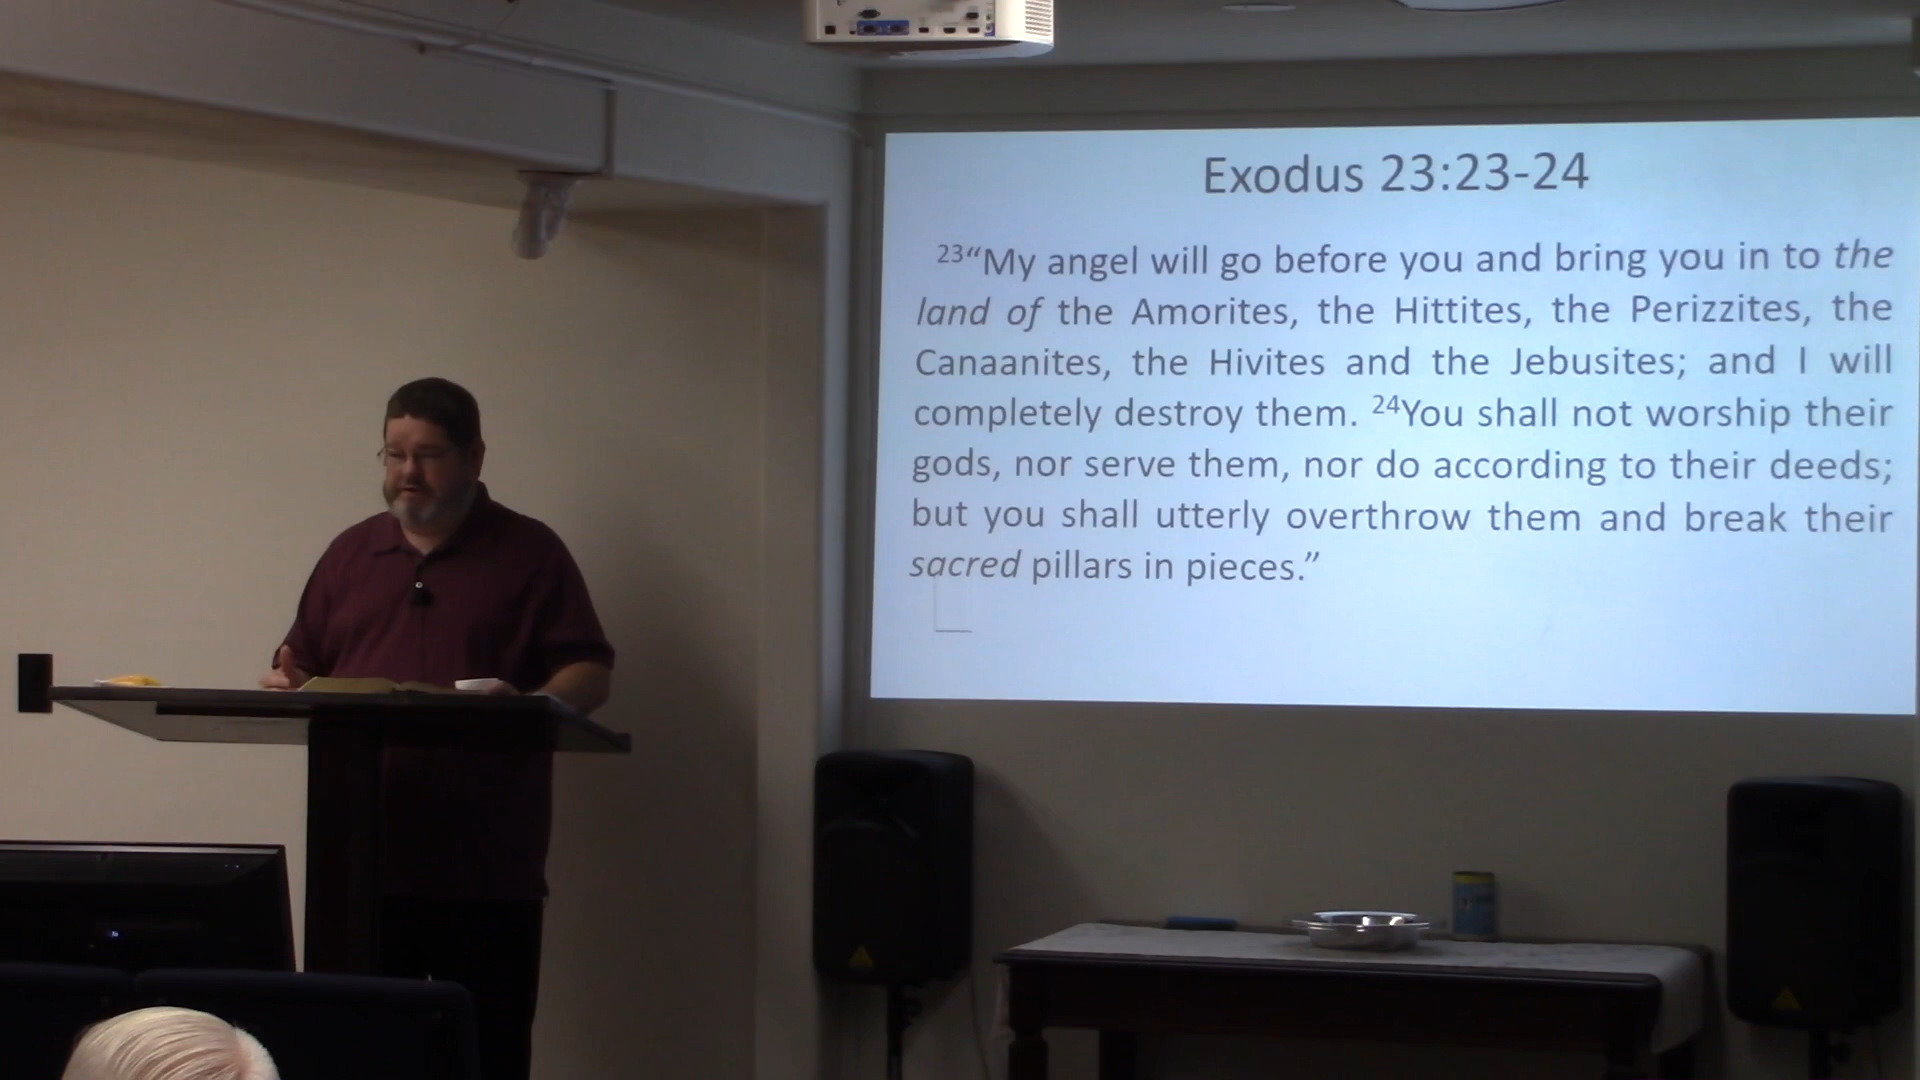 Exodus 23:23-24
23“My angel will go before you and bring you in to the
land of the Amorites, the Hittites, the Perizzites, the
Canaanites, the Hivites and the Jebusites; and I will
completely destroy them. 24You shall not worship their
gods, nor serve them, nor do according to their deeds;
but you shall utterly overthrow them and break their
sacred pillars in pieces.”